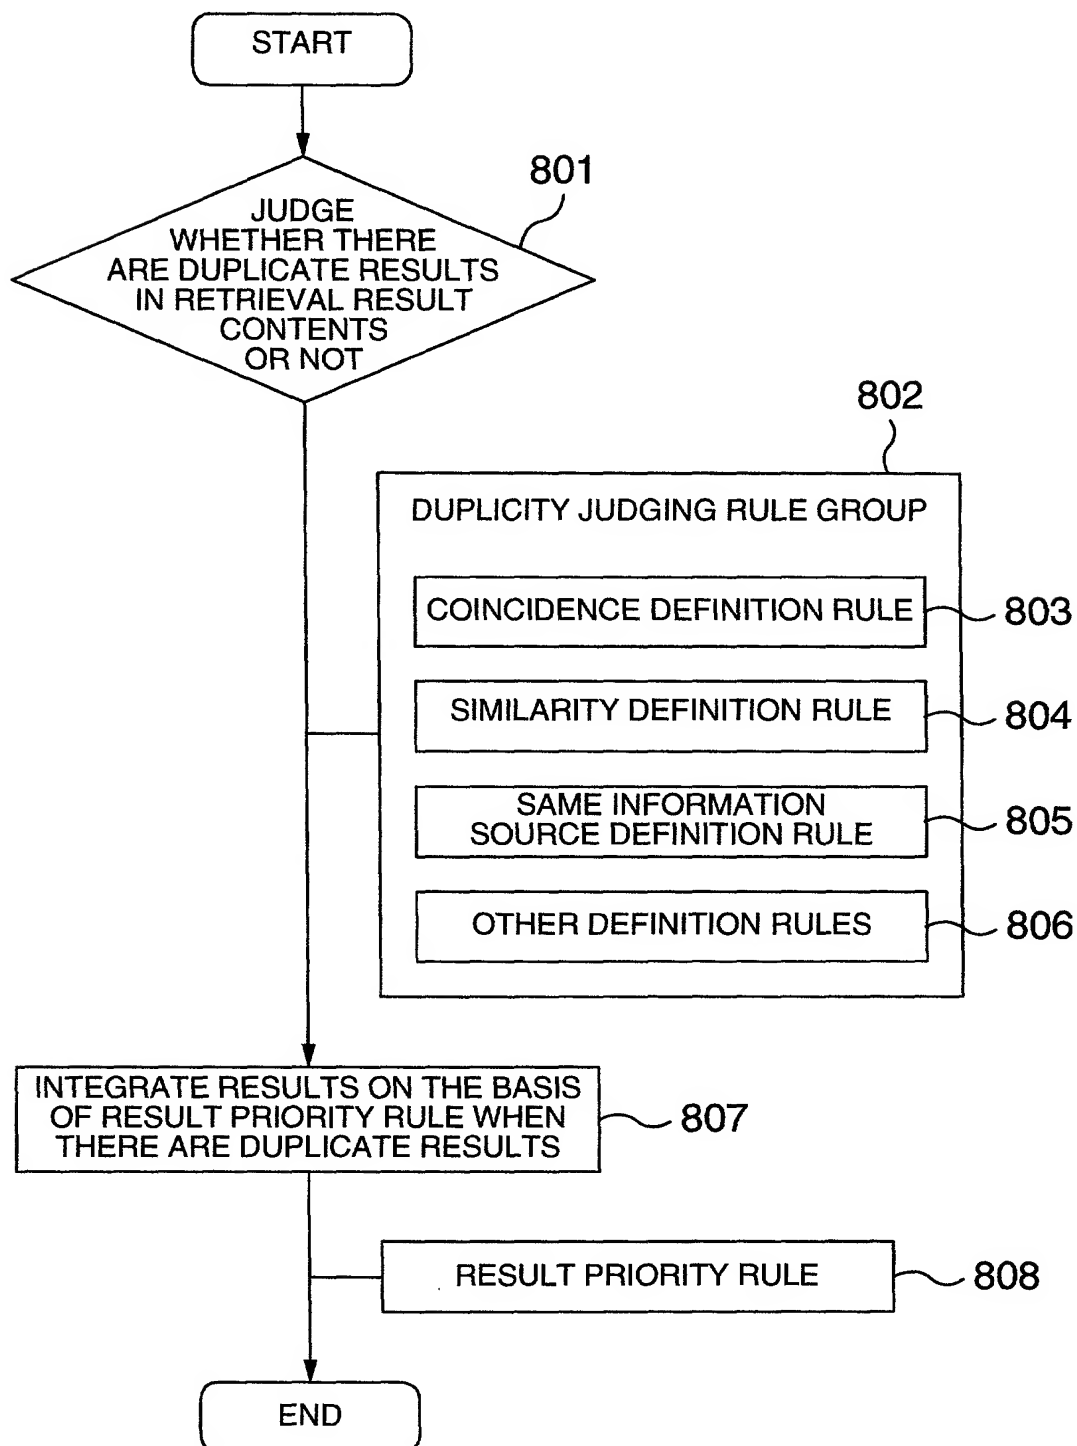 START
801
JUDGE
WHETHER THERE
ARE DUPLICATE RESULTS
IN RETRIEVAL RESULT
CONTENTS
OR NOT
802
DUPLICITY JUDGING RULE GROUP
COINCIDENCE DEFINITION RULE
803
SIMILARITY DEFINITION RULE
804
SAME INFORMATION
SOURCE DEFINITION RULE
805
OTHER DEFINITION RULES
806
INTEGRATE RESULTS ON THE BASIS
OF RESULT PRIORITY RULE WHEN
THERE ARE DUPLICATE RESULTS
807
RESULT PRIORITY RULE
808
END